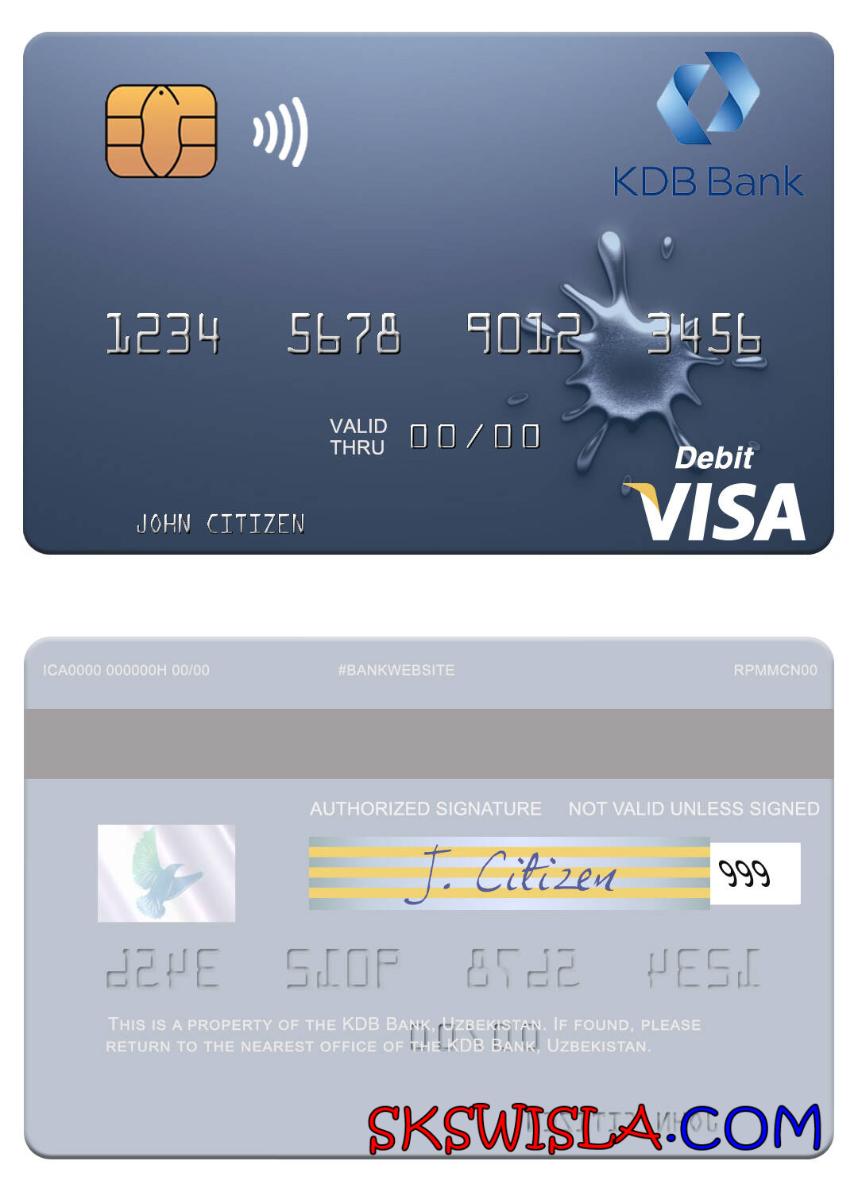 KDB Bank
1234 5678 9012 3456
VALID THRU 00/00
Debit
VISA
JOHN CITIZEN
ICA0000 000000H 00/00 #BANKWEBSITE RPMMCN00
AUTHORIZED SIGNATURE NOT VALID UNLESS SIGNED
J. Citizen 999
THIS IS A PROPERTY OF THE KDB BANK, UZBEKISTAN. IF FOUND, PLEASE
RETURN TO THE NEAREST OFFICE OF THE KDB BANK, UZBEKISTAN.
SKSWISLA.COM